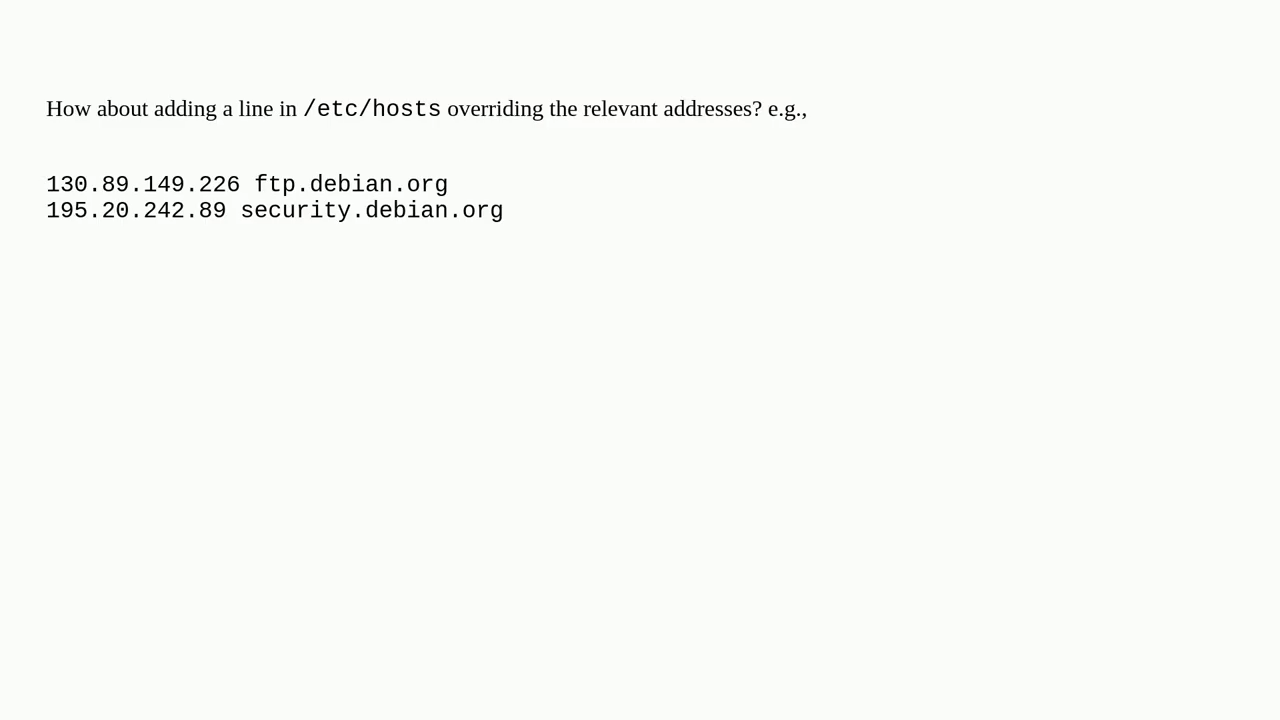 How about adding a line in /etc/hosts overriding the relevant addresses? e.g.,
130.89.149.226 ftp.debian.org
195.20.242.89 security.debian.org